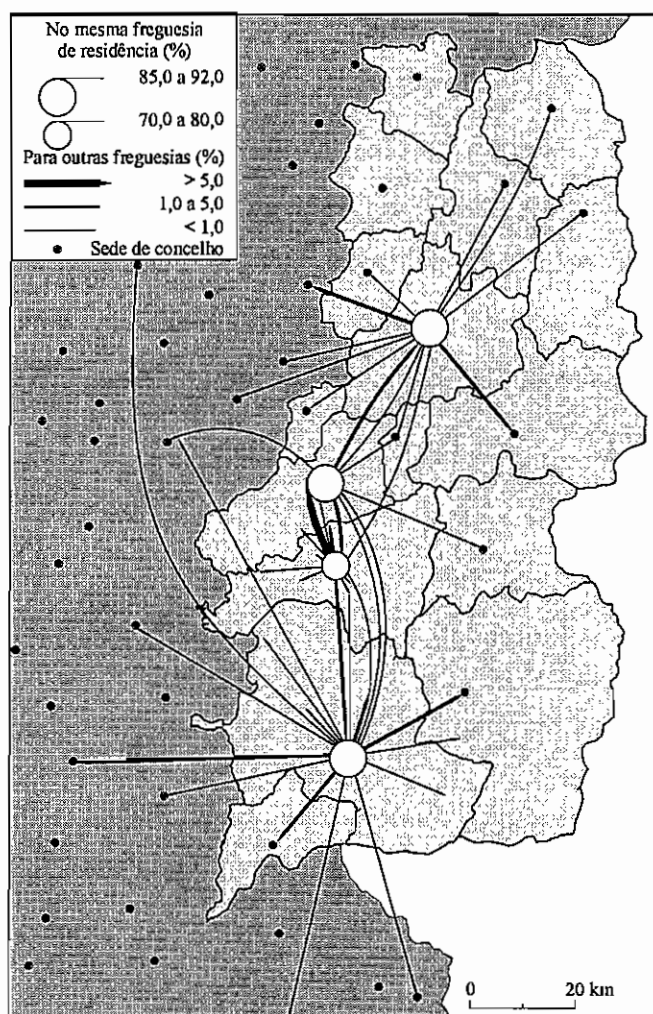 No mesma freguesia
de residência (%)
85,0 a 92,0
70,0 a 80,0
Para outras freguesias (%)
> 5,0
1,0 a 5,0
< 1,0
Sede de concelho
0 20 km